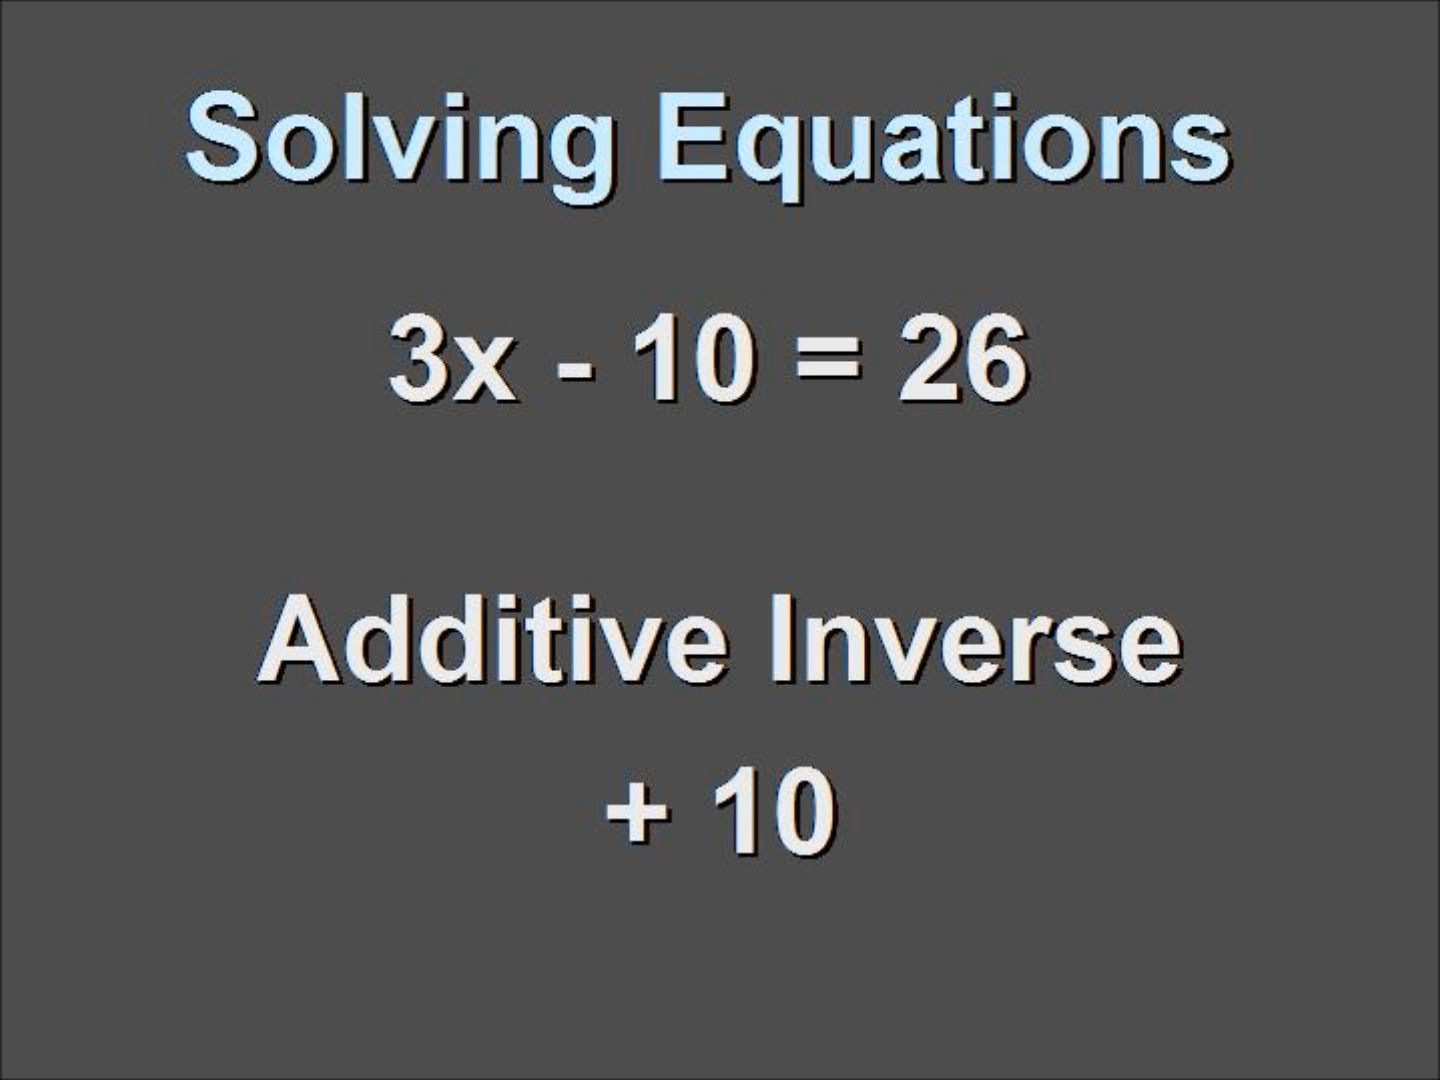 Solving Equations
3x - 10 = 26
Additive Inverse
+ 10